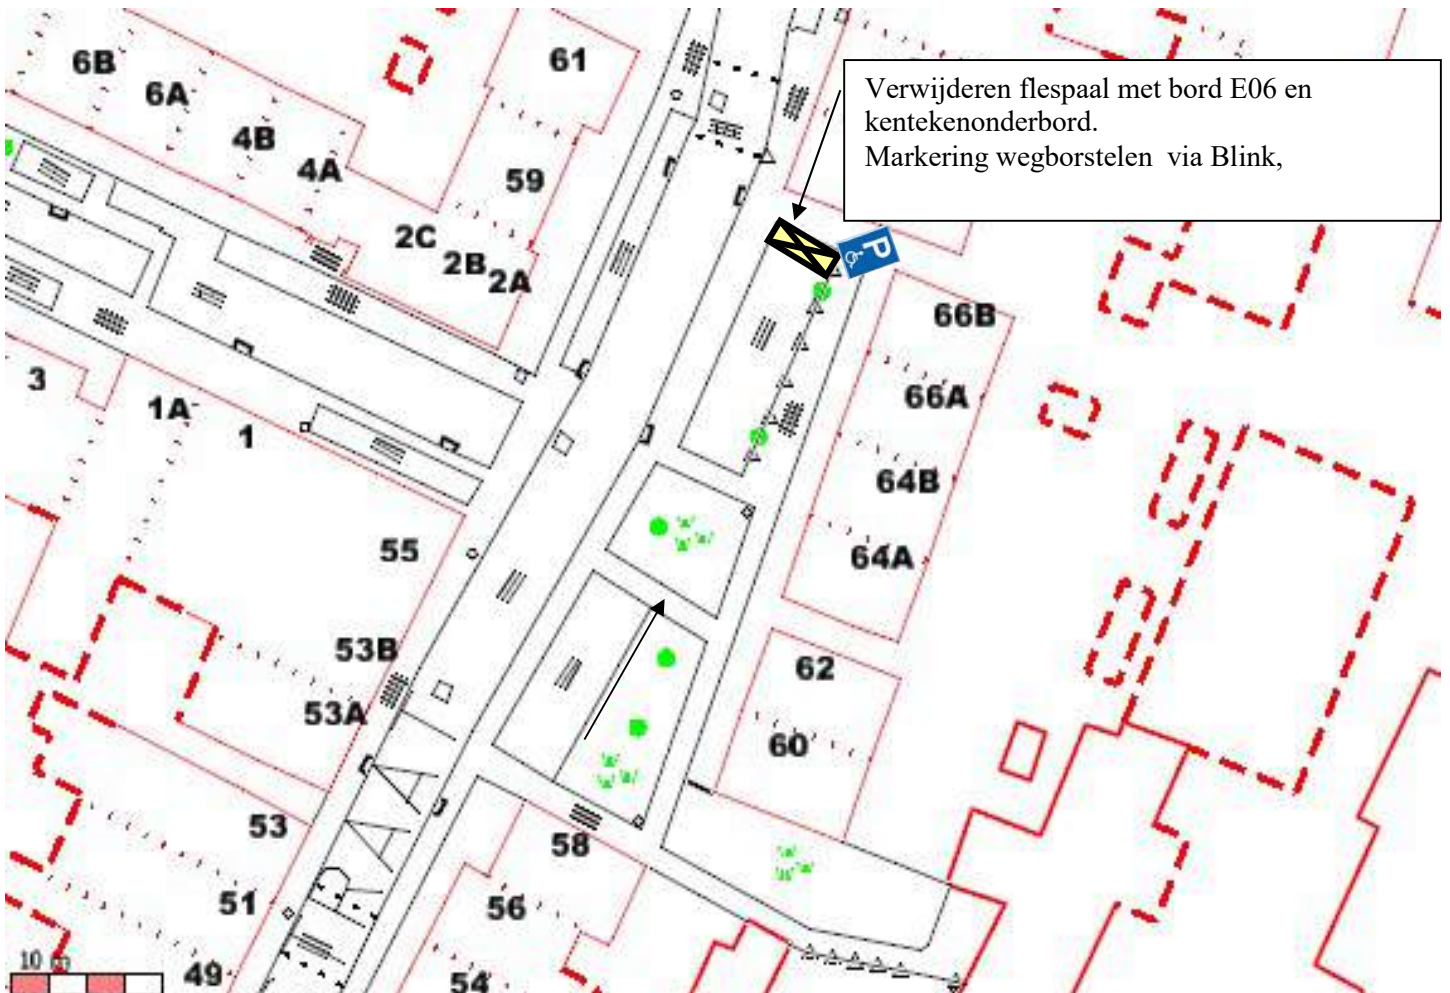 Verwijderen flespaal met bord E06 en
kentekenonderbord.
Markering wegborstelen via Blink,
61
6B
6A
4B
4A
59
2C
2B
2A
P
66B
66A
64B
64A
3
1A
1
55
53B
53A
62
60
53
58
51
56
49
54
10 m